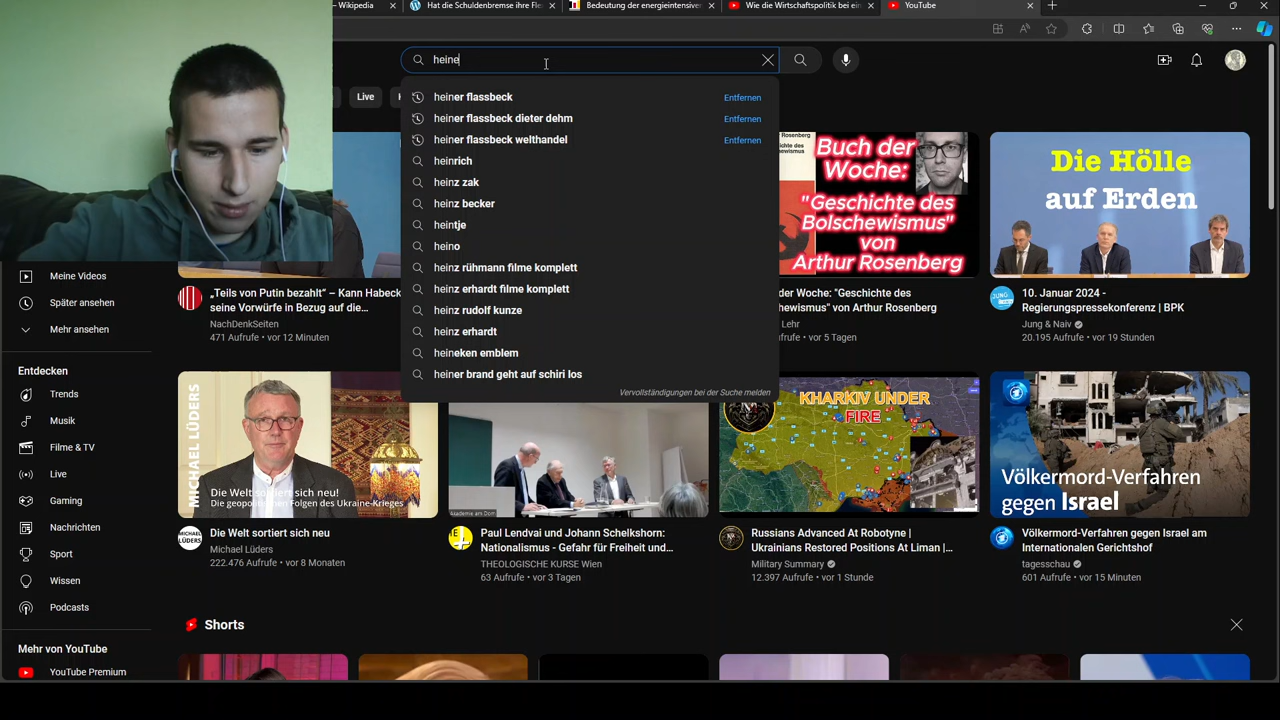 Wikipedia
Hat die Schuldenbremse ihre Fle
Bedeutung der energieintensiver
Wie die Wirtschaftspolitik bei ein
YouTube
heine
Live
heiner flassbeck
Entfernen
heiner flassbeck dieter dehm
Entfernen
heiner flassbeck welthandel
Entfernen
heinrich
heinz zak
heinz becker
heintje
heino
heinz rühmann filme komplett
heinz erhardt filme komplett
heinz rudolf kunze
heinz erhardt
heineken emblem
heiner brand geht auf schiri los
Vervollständigungen bei der Suche melden
Meine Videos
Später ansehen
Mehr ansehen
Entdecken
Trends
Musik
Filme & TV
Live
Gaming
Nachrichten
Sport
Wissen
Podcasts
Mehr von YouTube
YouTube Premium
„Teils von Putin bezahlt“ – Kann Habeck
seine Vorwürfe in Bezug auf die...
NachDenkSeiten
471 Aufrufe • vor 12 Minuten
Buch der
Woche:
"Geschichte des
Bolschewismus"
von
Arthur Rosenberg
der Woche: "Geschichte des
schewismus" von Arthur Rosenberg
Lehr
e • vor 5 Tagen
Die Hölle
auf Erden
JUNG & NAIV
10. Januar 2024 -
Regierungspressekonferenz | BPK
Jung & Naiv
20.195 Aufrufe • vor 19 Stunden
MICHAEL LÜDERS
Die Welt sortiert sich neu!
Die geopolitischen Folgen des Ukraine-Krieges
MICHAEL LÜDERS
Die Welt sortiert sich neu
Michael Lüders
222.476 Aufrufe • vor 8 Monaten
Akademie am Dom
Paul Lendvai und Johann Schelkshorn:
Nationalismus - Gefahr für Freiheit und...
THEOLOGISCHE KURSE Wien
63 Aufrufe • vor 3 Tagen
KHARKIV UNDER
FIRE
Russians Advanced At Robotyne |
Ukrainians Restored Positions At Liman |...
Military Summary
12.397 Aufrufe • vor 1 Stunde
Völkermord-Verfahren
gegen Israel
Völkermord-Verfahren gegen Israel am
Internationalen Gerichtshof
tagesschau
601 Aufrufe • vor 15 Minuten
Shorts